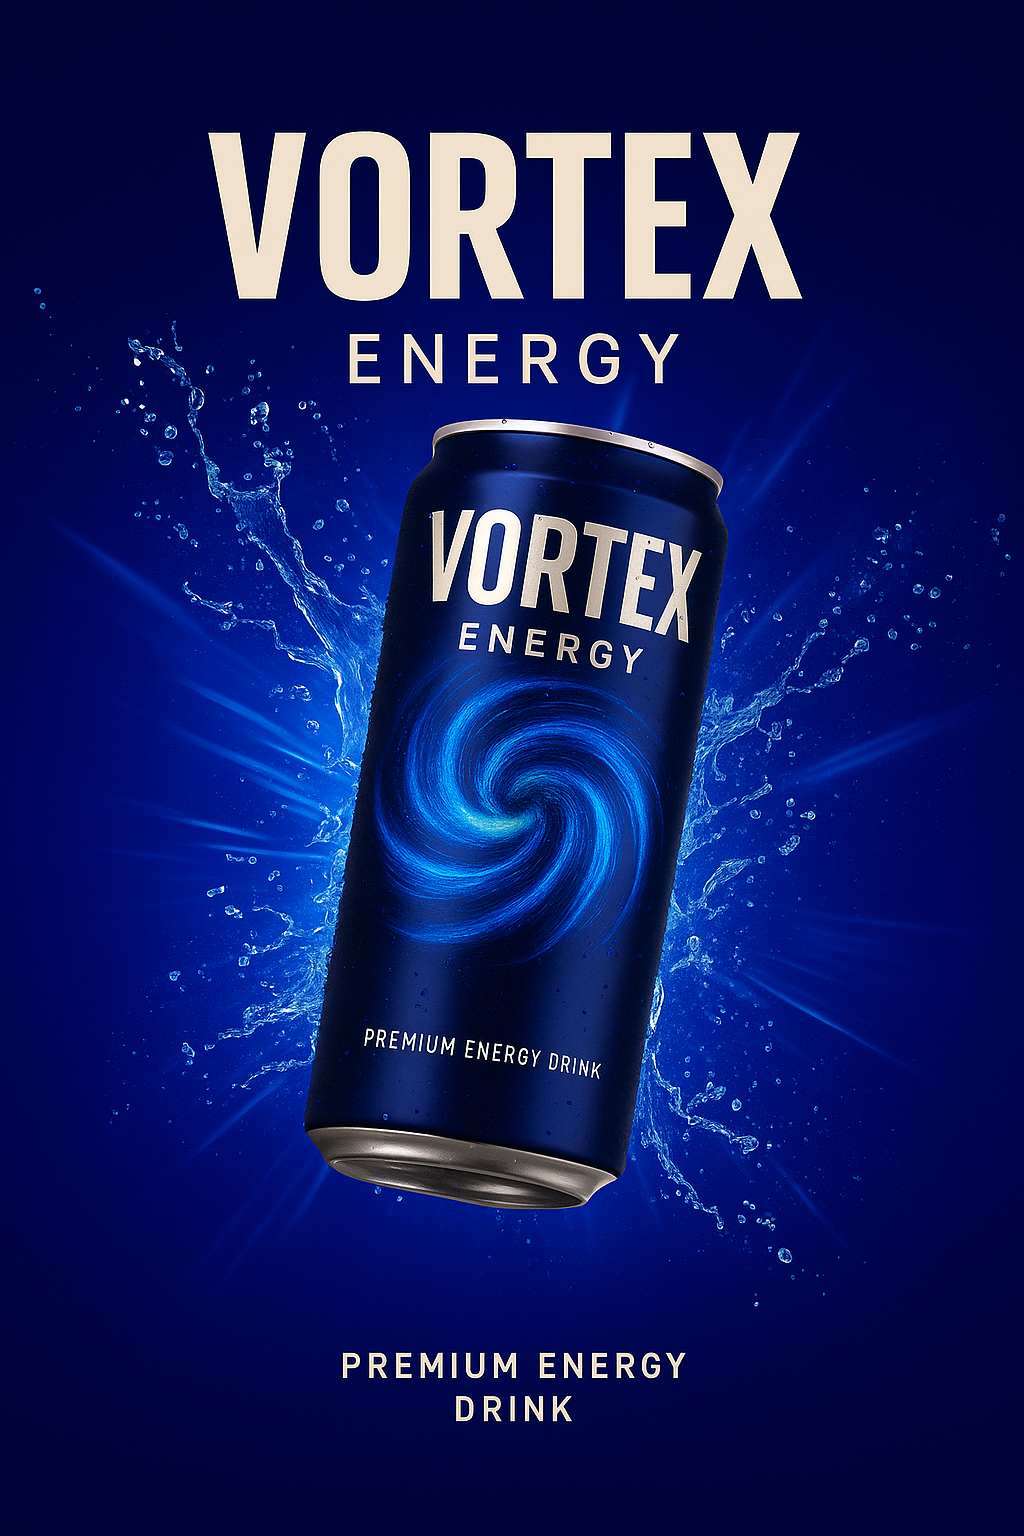 VORTEX
ENERGY
VORTEX
ENERGY
PREMIUM ENERGY DRINK
PREMIUM ENERGY
DRINK